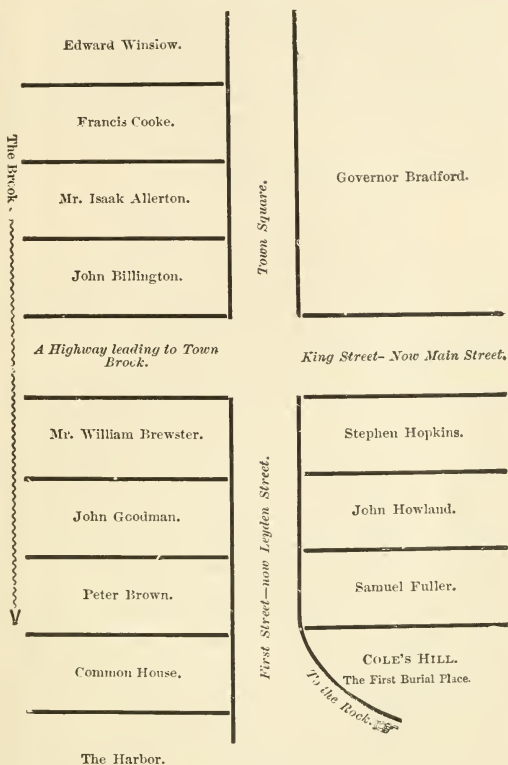 Edward Winslow.
Francis Cooke.
Mr. Isaak Allerton.
John Billington.
The Brook.
Town Square.
Governor Bradford.
A Highway leading to Town
Brook.
King Street- Now Main Street.
Mr. William Brewster.
John Goodman.
Peter Brown.
Common House.
First Street—now Leyden Street.
Stephen Hopkins.
John Howland.
Samuel Fuller.
COLE'S HILL.
The First Burial Place.
To the Rock.
The Harbor.